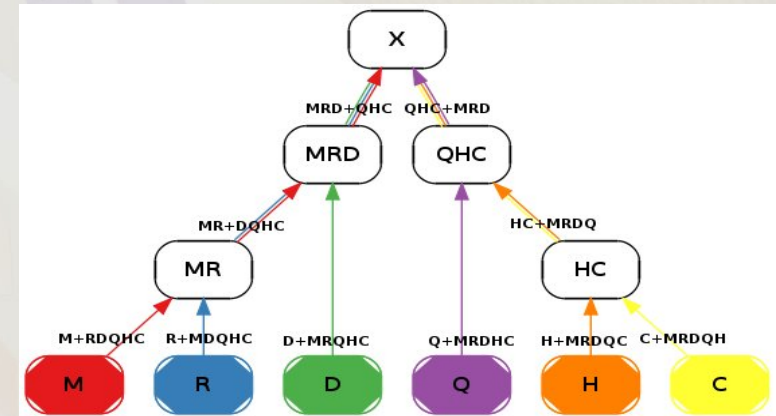 X
MRD+QHC QHC+MRD
MRD QHC
MR+DQHC HC+MRDQ
MR HC
M+RDQHC R+MDQHC D+MRQHC Q+MRDHC H+MRDQC C+MRDQH
M R D Q H C